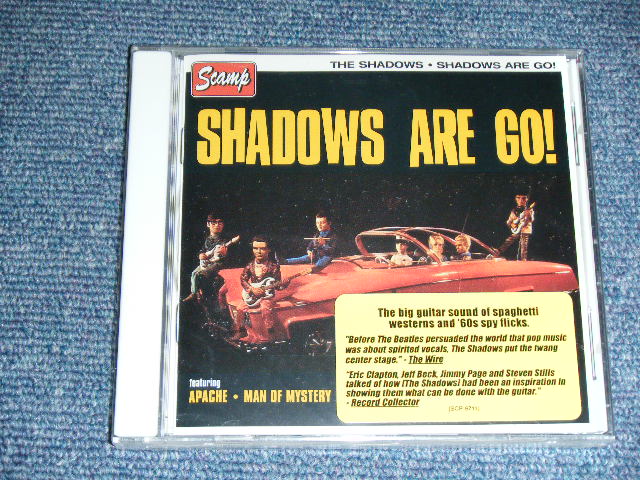 Scamp
THE SHADOWS • SHADOWS ARE GO!
SHADOWS ARE GO!
The big guitar sound of spaghetti
westerns and '60s spy flicks.
"Before The Beatles persuaded the world that pop music
was about spirited vocals, The Shadows put the twang
center stage." - The Wire
"Eric Clapton, Jeff Beck, Jimmy Page and Steven Stills
talked of how [The Shadows] had been an inspiration in
showing them what can be done with the guitar."
- Record Collector
featuring
APACHE • MAN OF MYSTERY